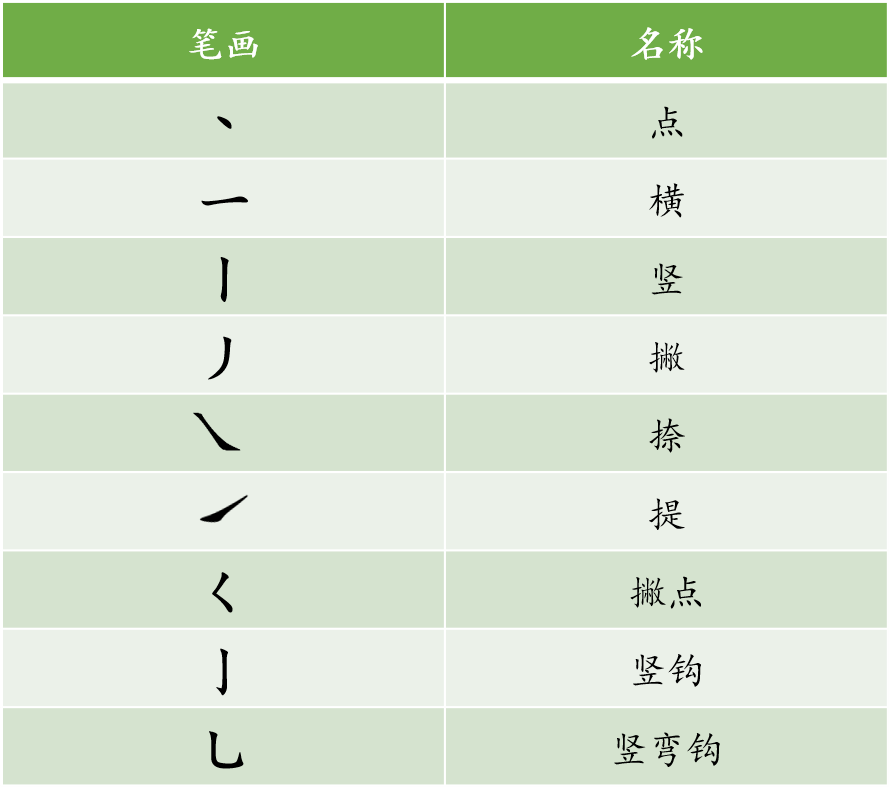 笔画 名称
丶 点
一 横
丨 竖
丿 撇
㇏ 捺
㇀ 提
𡿨 撇点
亅 竖钩
乚 竖弯钩